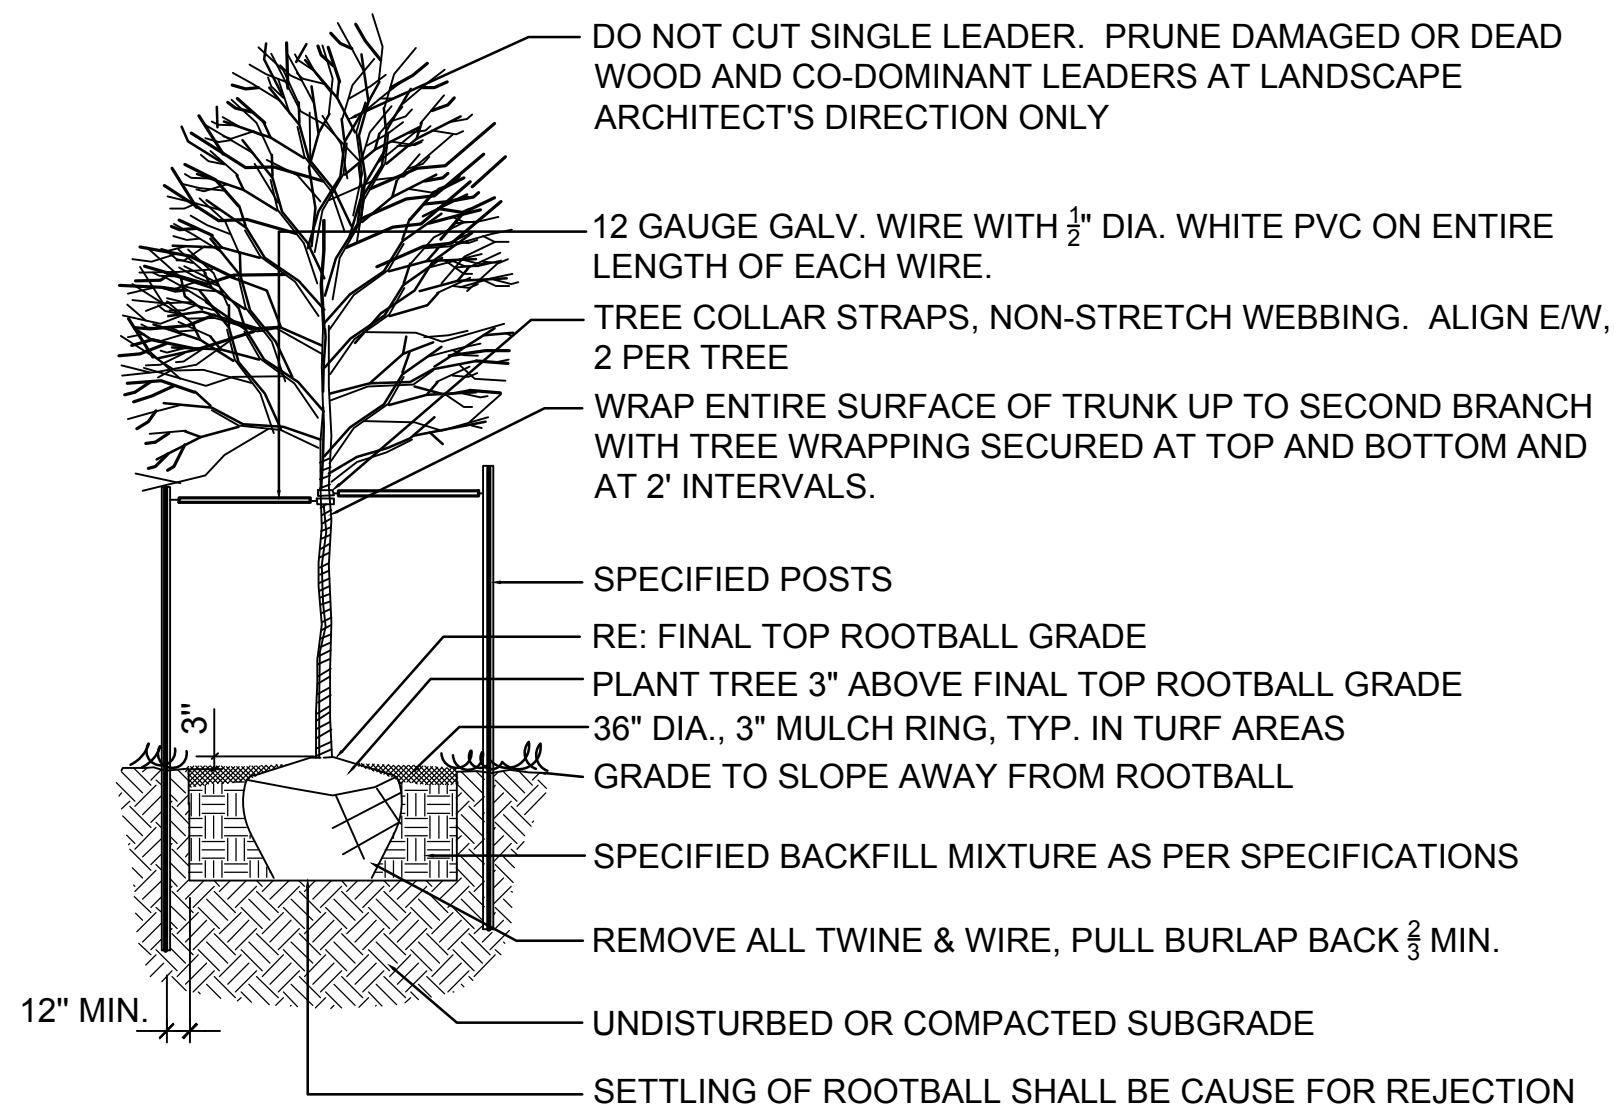 DO NOT CUT SINGLE LEADER.  PRUNE DAMAGED OR DEAD
WOOD AND CO-DOMINANT LEADERS AT LANDSCAPE
ARCHITECT'S DIRECTION ONLY
12 GAUGE GALV. WIRE WITH ½" DIA. WHITE PVC ON ENTIRE
LENGTH OF EACH WIRE.
TREE COLLAR STRAPS, NON-STRETCH WEBBING.  ALIGN E/W,
2 PER TREE
WRAP ENTIRE SURFACE OF TRUNK UP TO SECOND BRANCH
WITH TREE WRAPPING SECURED AT TOP AND BOTTOM AND
AT 2' INTERVALS.
SPECIFIED POSTS
RE: FINAL TOP ROOTBALL GRADE
PLANT TREE 3" ABOVE FINAL TOP ROOTBALL GRADE
3"
36" DIA., 3" MULCH RING, TYP. IN TURF AREAS
GRADE TO SLOPE AWAY FROM ROOTBALL
SPECIFIED BACKFILL MIXTURE AS PER SPECIFICATIONS
REMOVE ALL TWINE & WIRE, PULL BURLAP BACK ⅔ MIN.
12" MIN.
UNDISTURBED OR COMPACTED SUBGRADE
SETTLING OF ROOTBALL SHALL BE CAUSE FOR REJECTION